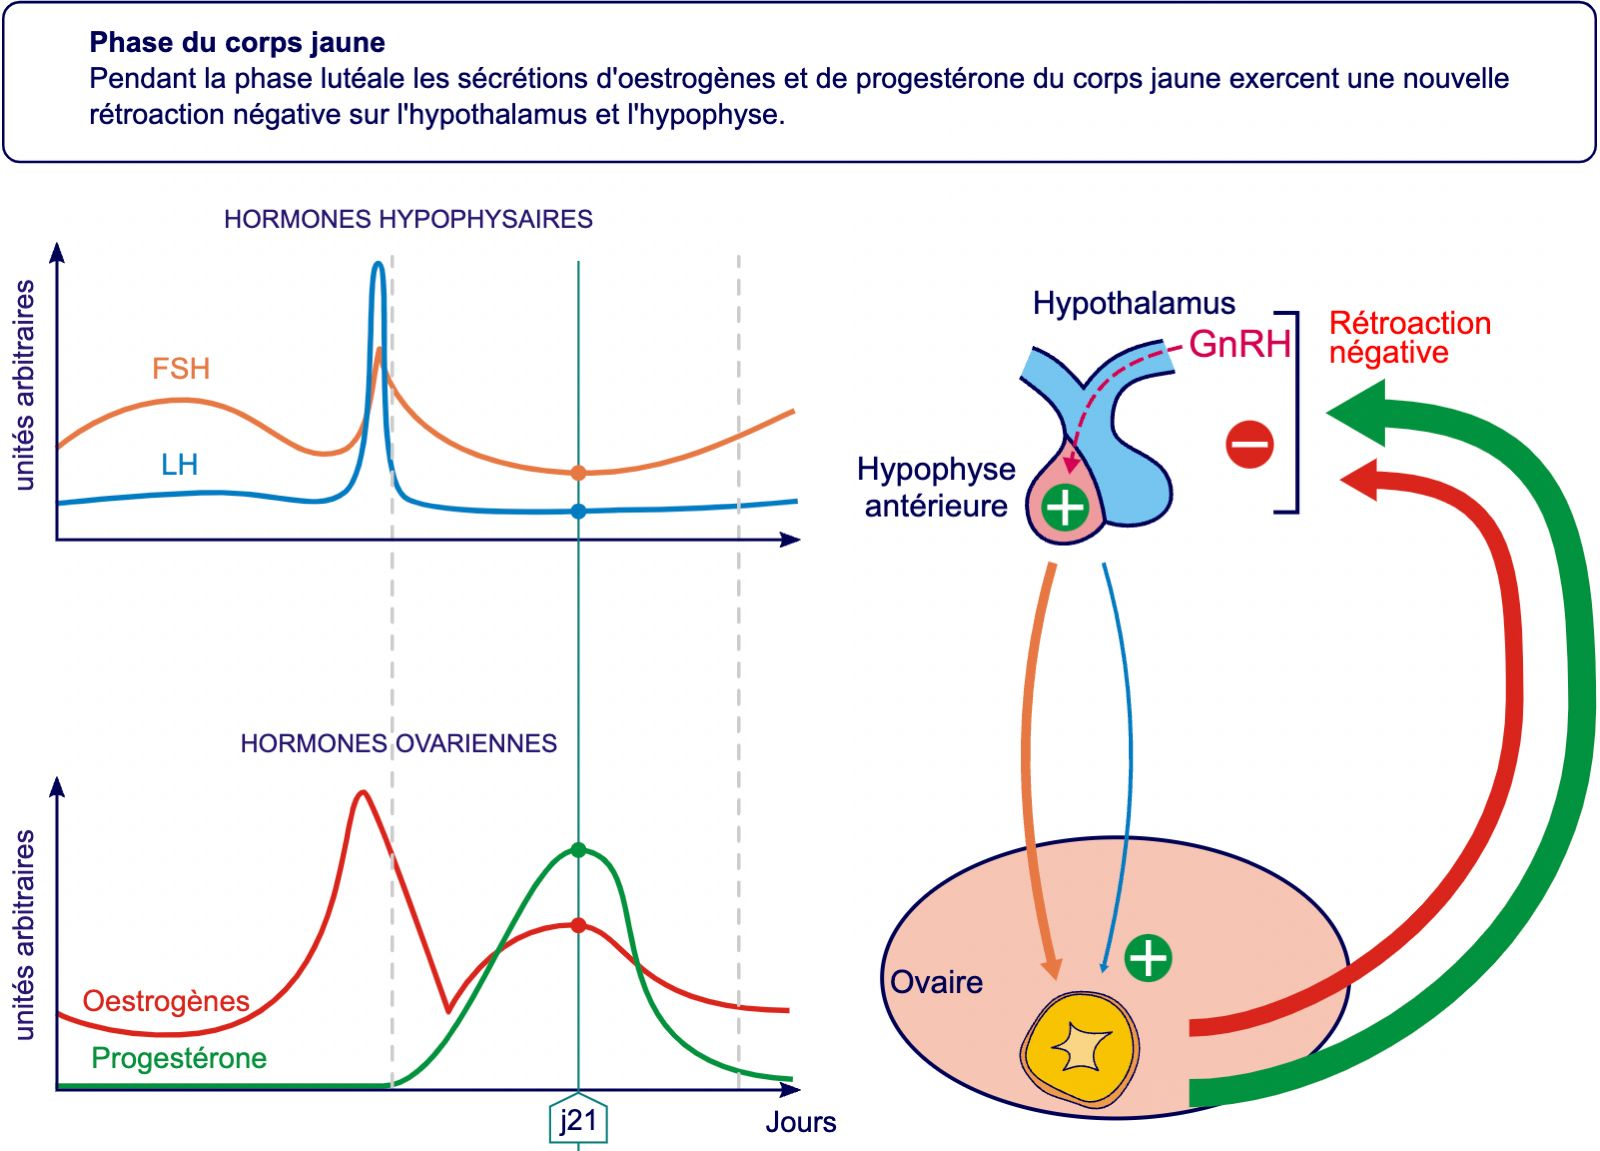 Phase du corps jaune
Pendant la phase lutéale les sécrétions d'oestrogènes et de progestérone du corps jaune exercent une nouvelle
rétroaction négative sur l'hypothalamus et l'hypophyse.
HORMONES HYPOPHYSAIRES
unités arbitraires
FSH
LH
HORMONES OVARIENNES
unités arbitraires
Oestrogènes
Progestérone
j21
Jours
Hypothalamus
GnRH
Rétroaction
négative
Hypophyse
antérieure
Ovaire